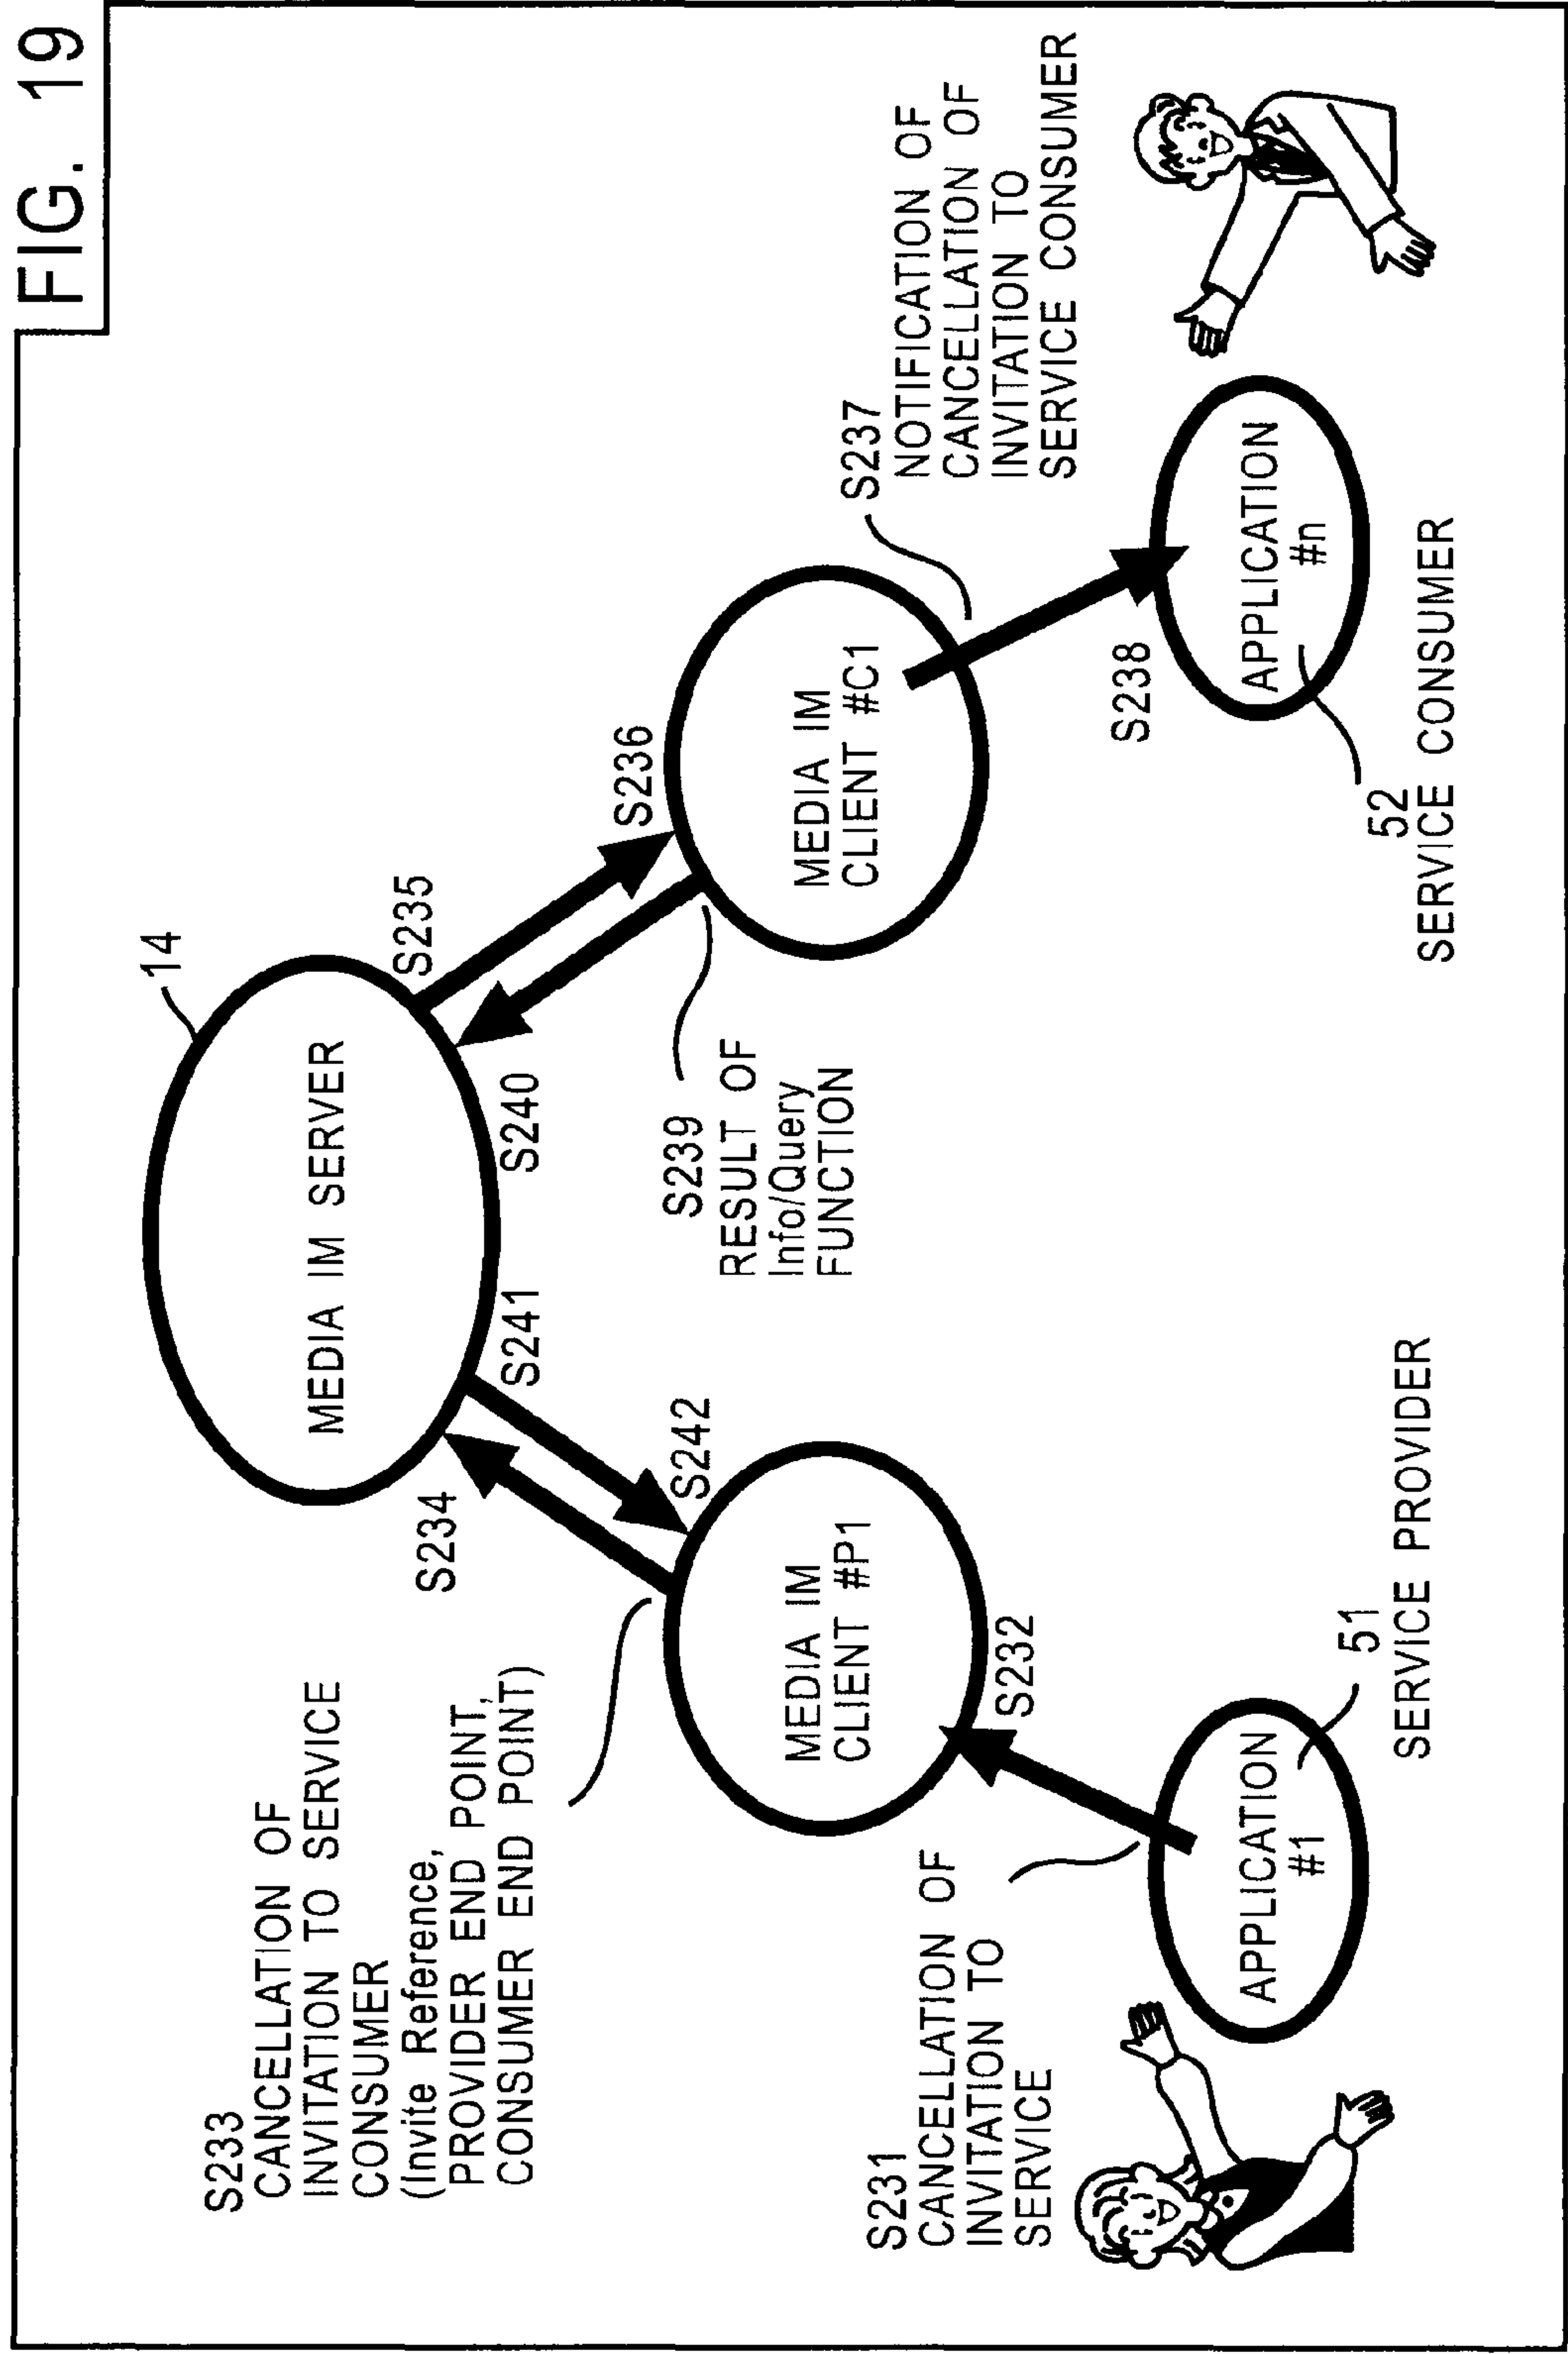 FIG. 19
S233
CANCELLATION OF
INVITATION TO SERVICE
CONSUMER
(Invite Reference,
PROVIDER END POINT,
CONSUMER END POINT)
14
MEDIA IM SERVER
S234
S241
S240
S235
S242
S239
RESULT OF
Info/Query
FUNCTION
S236
MEDIA IM
CLIENT #P1
MEDIA IM
CLIENT #C1
S237
NOTIFICATION OF
CANCELLATION OF
INVITATION TO
SERVICE CONSUMER
S231
CANCELLATION OF
INVITATION TO
SERVICE
S232
S238
APPLICATION
#1
APPLICATION
#n
51
SERVICE PROVIDER
52
SERVICE CONSUMER